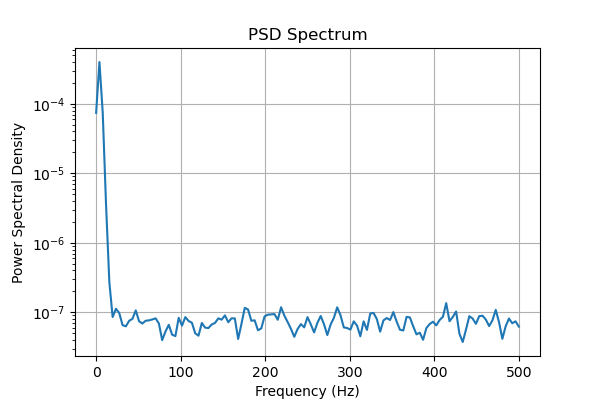 PSD Spectrum
Power Spectral Density
10⁻⁴
10⁻⁵
10⁻⁶
10⁻⁷
0 100 200 300 400 500
Frequency (Hz)